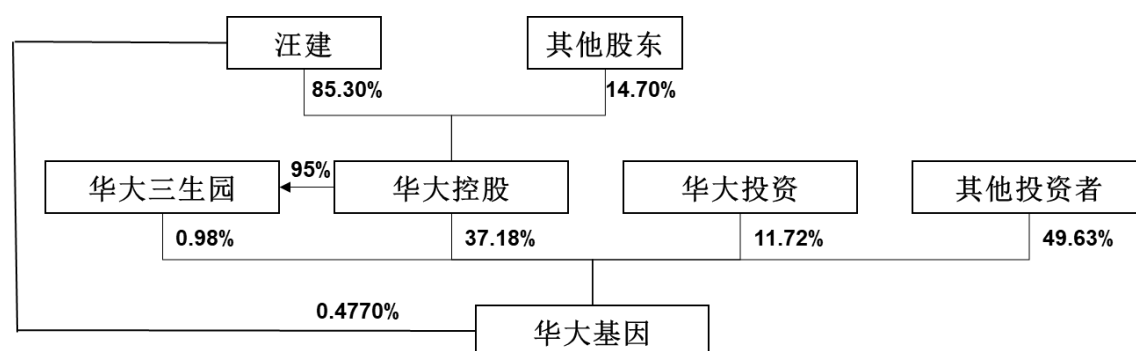 汪建
其他股东
85.30%
14.70%
95%
华大三生园
华大控股
华大投资
其他投资者
0.98%
37.18%
11.72%
49.63%
0.4770%
华大基因